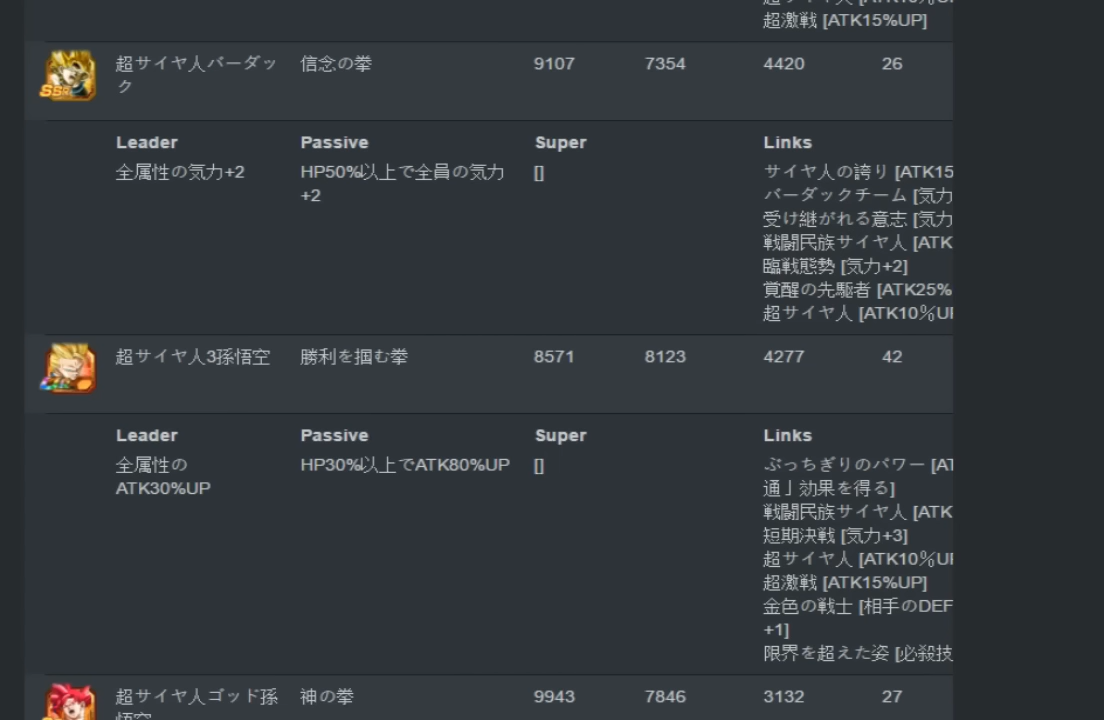 超激戦 [ATK15%UP]
超サイヤ人バーダッ 信念の拳 9107 7354 4420 26
ク
Leader Passive Super Links
全属性の気力+2 HP50%以上で全員の気力 [] サイヤ人の誇り [ATK15
+2 バーダックチーム [気力
受け継がれる意志 [気力
戦闘民族サイヤ人 [ATK
臨戦態勢 [気力+2]
覚醒の先駆者 [ATK25%
超サイヤ人 [ATK10%UP
超サイヤ人3孫悟空 勝利を掴む拳 8571 8123 4277 42
Leader Passive Super Links
全属性の HP30%以上でATK80%UP [] ぶっちぎりのパワー [AT
ATK30%UP 通」効果を得る]
戦闘民族サイヤ人 [ATK
短期決戦 [気力+3]
超サイヤ人 [ATK10%UP
超激戦 [ATK15%UP]
金色の戦士 [相手のDEF
+1]
限界を超えた姿 [必殺技
超サイヤ人ゴッド孫 神の拳 9943 7846 3132 27
悟空